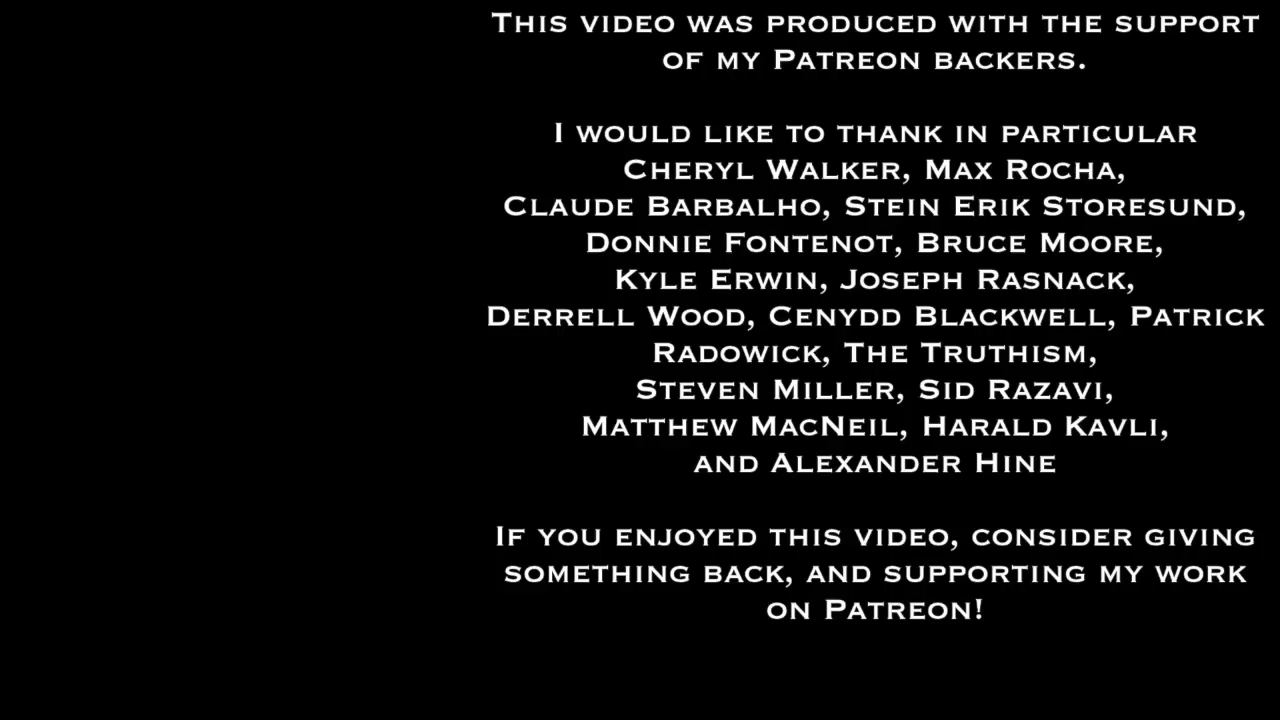 This video was produced with the support
of my Patreon backers.
I would like to thank in particular
Cheryl Walker, Max Rocha,
Claude Barbalho, Stein Erik Storesund,
Donnie Fontenot, Bruce Moore,
Kyle Erwin, Joseph Rasnack,
Derrell Wood, Cenydd Blackwell, Patrick
Radowick, The Truthism,
Steven Miller, Sid Razavi,
Matthew MacNeil, Harald Kavli,
and Alexander Hine
If you enjoyed this video, consider giving
something back, and supporting my work
on Patreon!